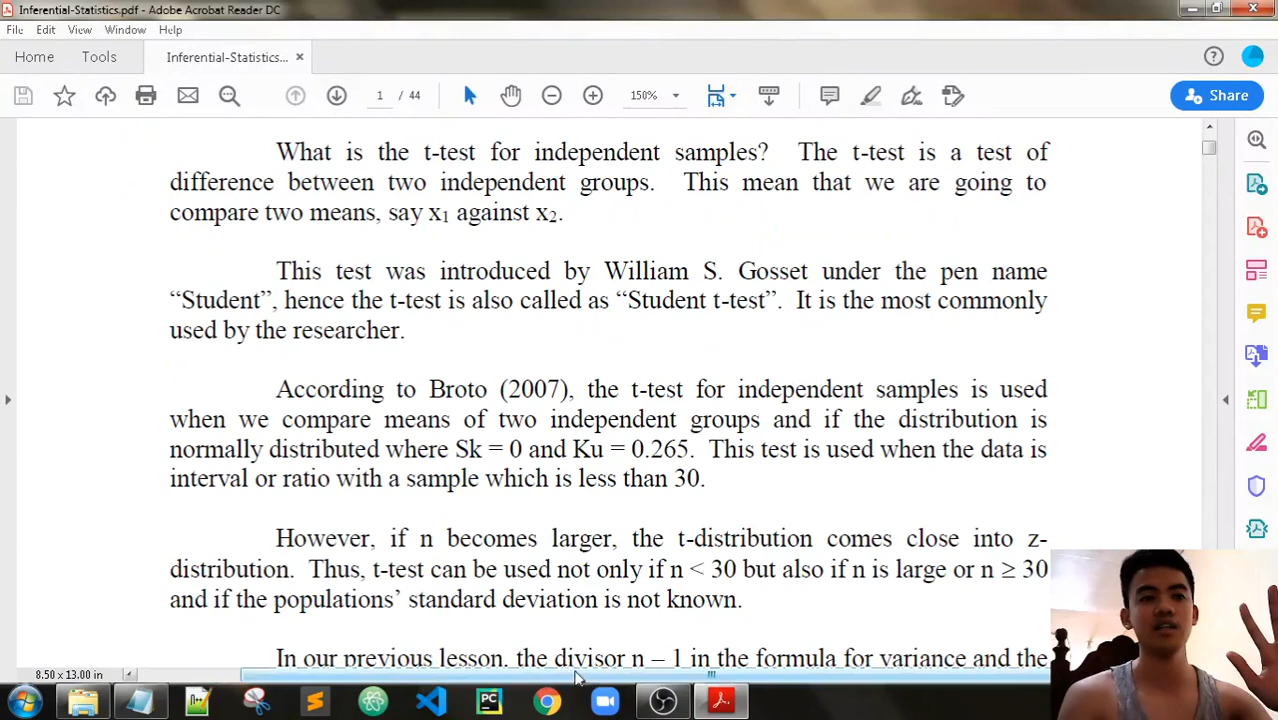 Inferential-Statistics.pdf - Adobe Acrobat Reader DC
File Edit View Window Help
Home Tools Inferential-Statistics... ×
1 / 44 150% Share
What is the t-test for independent samples? The t-test is a test of
difference between two independent groups. This mean that we are going to
compare two means, say x₁ against x₂.
This test was introduced by William S. Gosset under the pen name
“Student”, hence the t-test is also called as “Student t-test”. It is the most commonly
used by the researcher.
According to Broto (2007), the t-test for independent samples is used
when we compare means of two independent groups and if the distribution is
normally distributed where Sk = 0 and Ku = 0.265. This test is used when the data is
interval or ratio with a sample which is less than 30.
However, if n becomes larger, the t-distribution comes close into z-
distribution. Thus, t-test can be used not only if n < 30 but also if n is large or n ≥ 30
and if the populations’ standard deviation is not known.
In our previous lesson, the divisor n – 1 in the formula for variance and the
8.50 x 13.00 in
PC